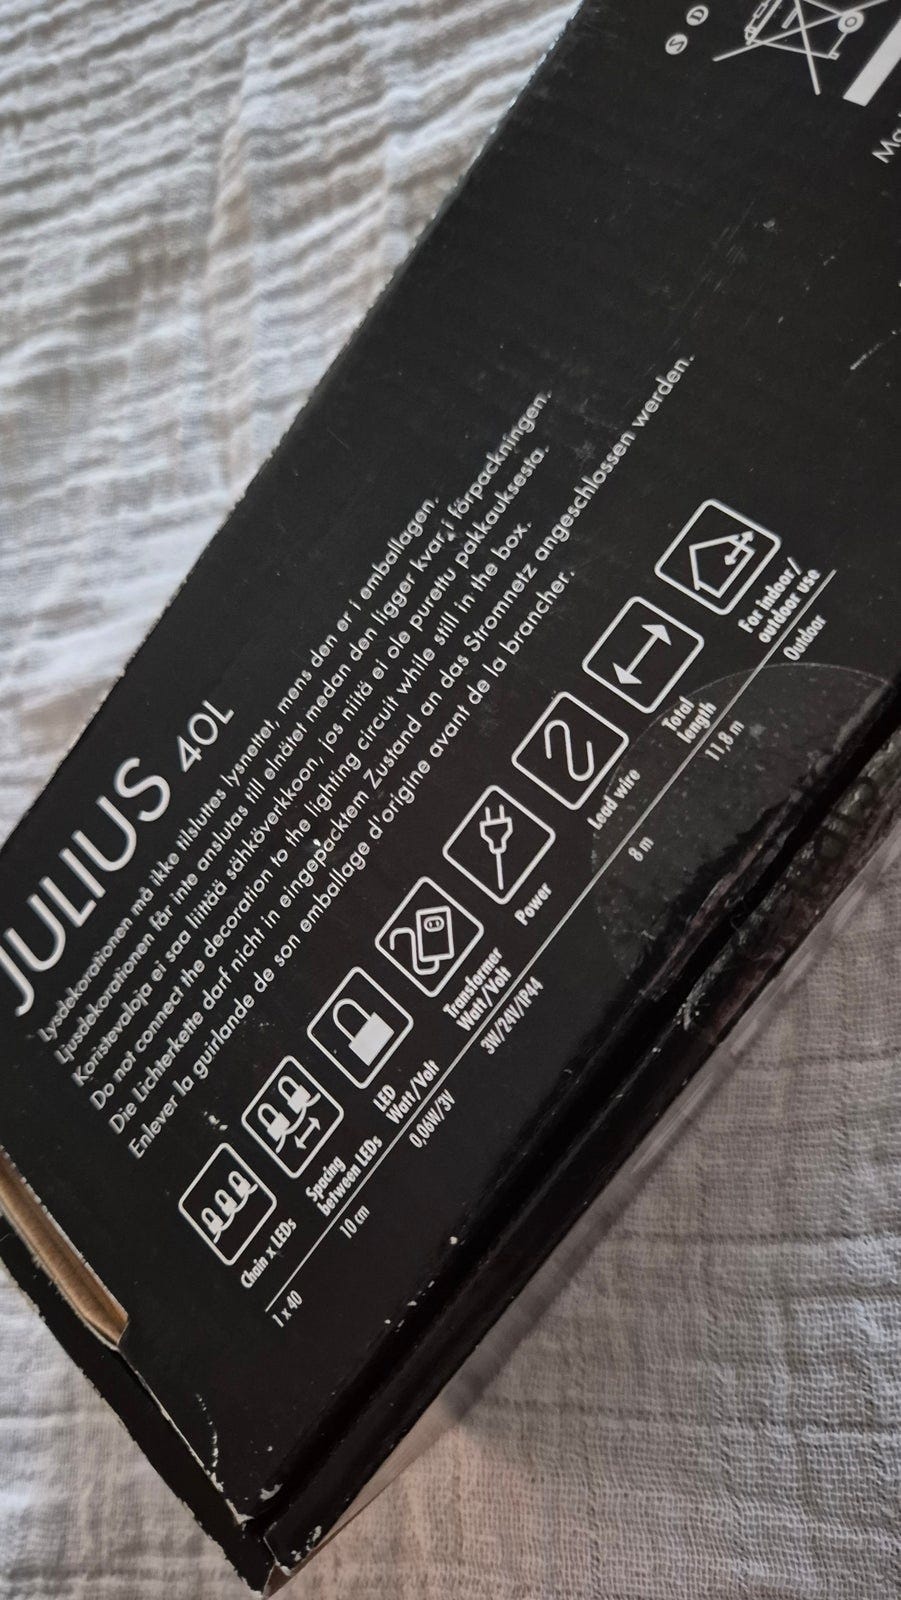 JULIUS 40L
Lysdekorationen må ikke tilsluttes lysnettet, mens den er i emballagen.
Ljusdekorationen får inte anslutas till elnätet medan den ligger kvar i förpackningen.
Koristevaloja ei saa liittää sähköverkkoon, jos niitä ei ole purettu pakkauksesta.
Do not connect the decoration to the lighting circuit while still in the box.
Die Lichterkette darf nicht in eingepacktem Zustand an das Stromnetz angeschlossen werden.
Enlever la guirlande de son emballage d'origine avant de la brancher.
Chain x LEDs
1 x 40
Spacing
between LEDs
10 cm
LED
Watt/Volt
0,06W/3V
Transformer
Watt/Volt
3W/24V/IP44
Power
Lead wire
8 m
Total
length
11,8 m
For indoor/
outdoor use
Outdoor
S D